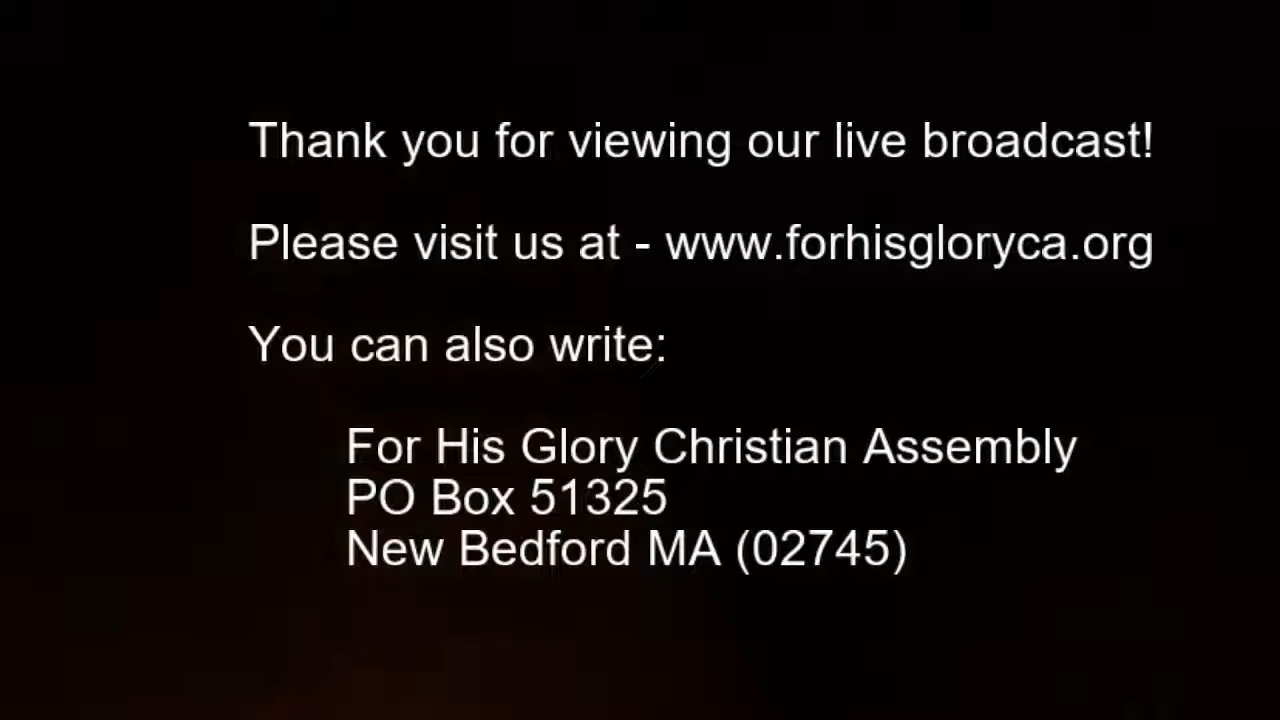 Thank you for viewing our live broadcast!
Please visit us at - www.forhisgloryca.org
You can also write:
For His Glory Christian Assembly
PO Box 51325
New Bedford MA (02745)